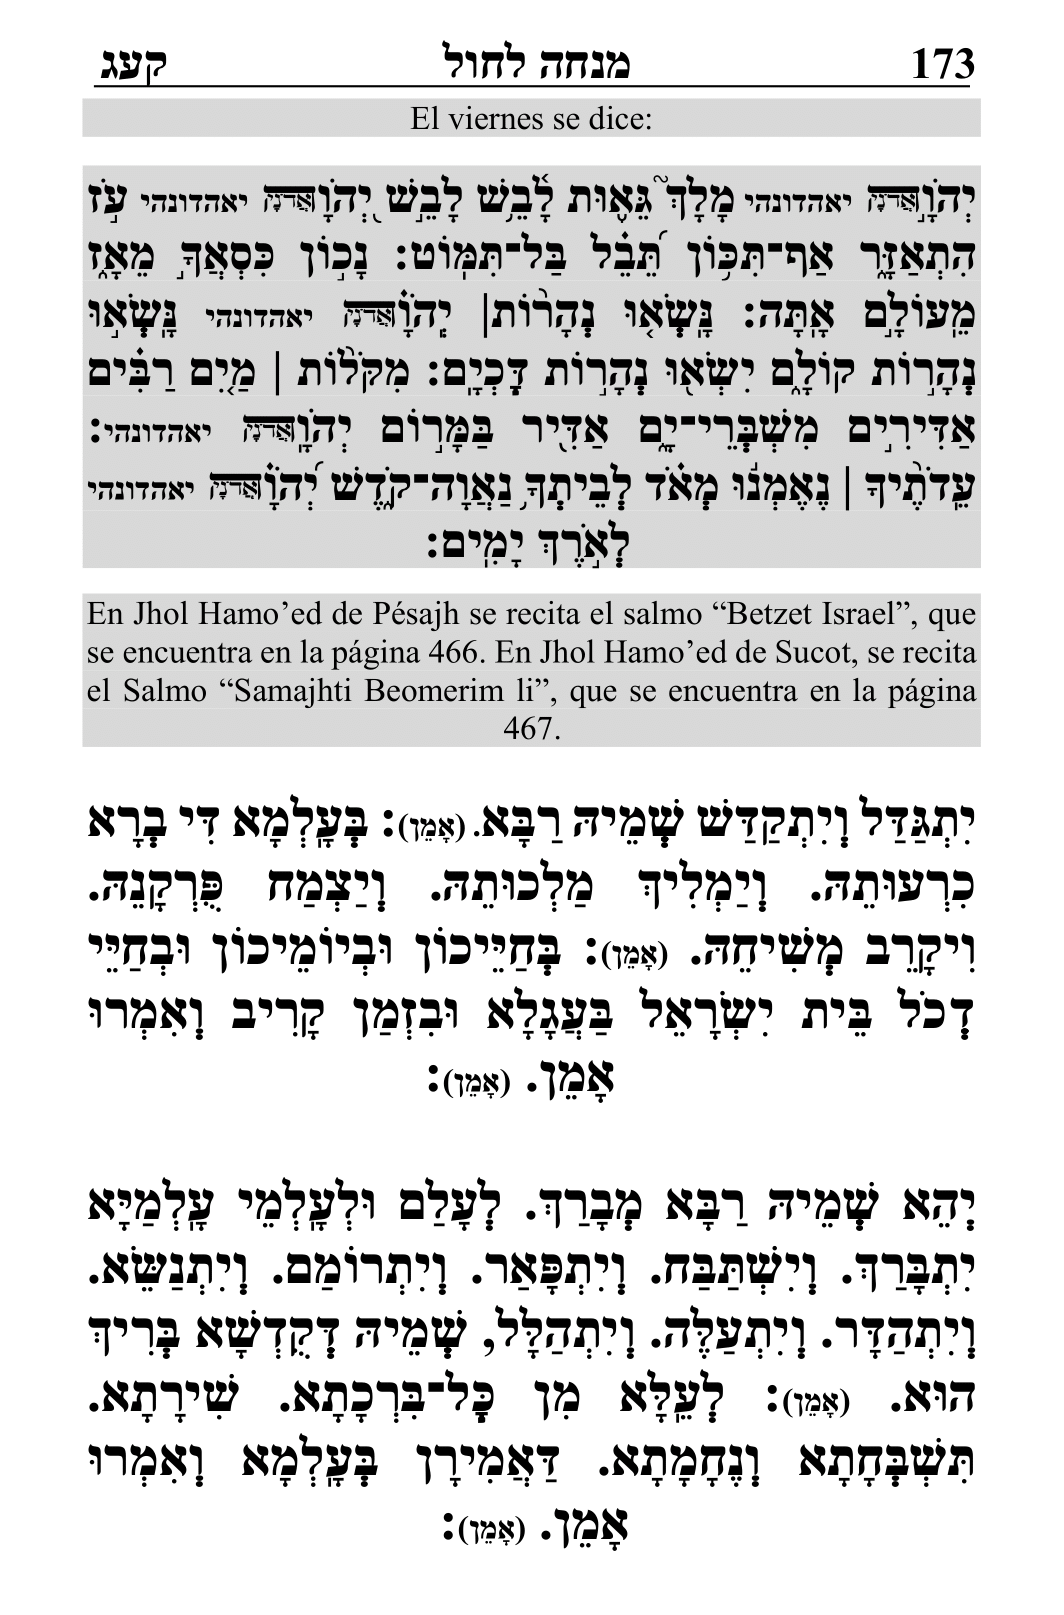 173 מנחה לחול קעג
El viernes se dice:
יְהֹוָ֣ה אֲדֹנָי יאהדונהי מָלָךְ֮ גֵּא֪וּת לָ֫בֵ֥שׁ לָבֵ֣שׁ יְ֭הֹוָה אֲדֹנָי יאהדונהי עֹ֣ז
הִתְאַזָּ֑ר אַף־תִּכּ֥וֹן תֵּ֝בֵ֗ל בַּל־תִּמּֽוֹט: נָכ֣וֹן כִּסְאֲךָ֣ מֵאָ֑ז
מֵֽעוֹלָ֣ם אָֽתָּה: נָֽשְׂא֤וּ נְהָר֨וֹת| יְֽהֹוָ֗ה אֲדֹנָי יאהדונהי נָֽשְׂא֣וּ
נְהָר֣וֹת קוֹלָ֑ם יִשְׂא֖וּ נְהָר֣וֹת דָּכְיָֽם: מִקֹּל֨וֹת | מַ֤יִם רַבִּ֗ים
אַדִּירִ֣ים מִשְׁבְּרֵי־יָ֑ם אַדִּ֖יר בַּמָּר֣וֹם יְהֹוָֽה אֲדֹנָי יאהדונהי:
עֵֽדֹתֶ֨יךָ | נֶאֶמְנ֬וּ מְאֹ֗ד לְבֵיתְךָ֥ נַאֲוָה־קֹ֑דֶשׁ יְ֝הֹוָ֗ה אֲדֹנָי יאהדונהי
לְאֹ֣רֶךְ יָמִֽים:
En Jhol Hamo’ed de Pésajh se recita el salmo “Betzet Israel”, que
se encuentra en la página 466. En Jhol Hamo’ed de Sucot, se recita
el Salmo “Samajhti Beomerim li”, que se encuentra en la página
467.
יִתְגַּדַּל וְיִתְקַדַּשׁ שְׁמֵיהּ רַבָּא. (אָמֵן): בְּעָלְמָא דִּי בְרָא
כִרְעוּתֵהּ. וְיַמְלִיךְ מַלְכוּתֵהּ. וְיַצְמַח פֻּרְקָנֵהּ.
וִיקָרֵב מְשִׁיחֵהּ. (אָמֵן): בְּחַיֵּיכוֹן וּבְיוֹמֵיכוֹן וּבְחַיֵּי
דְכֹל בֵּית יִשְׂרָאֵל בַּעֲגָלָא וּבִזְמַן קָרִיב וְאִמְרוּ
אָמֵן. (אָמֵן):
יְהֵא שְׁמֵיהּ רַבָּא מְבָרַךְ. לְעָלַם וּלְעָלְמֵי עָלְמַיָּא
יִתְבָּרַךְ. וְיִשְׁתַּבַּח. וְיִתְפָּאַר. וְיִתְרוֹמַם. וְיִתְנַשֵּׂא.
וְיִתְהַדָּר. וְיִתְעַלֶּה. וְיִתְהַלָּל, שְׁמֵיהּ דְּקֻדְשָׁא בְּרִיךְ
הוּא. (אָמֵן): לְעֵלָּא מִן כָּל־בִּרְכָתָא. שִׁירָתָא.
תִּשְׁבְּחָתָא וְנֶחָמָתָא. דַּאֲמִירָן בְּעָלְמָא וְאִמְרוּ
אָמֵן. (אָמֵן):